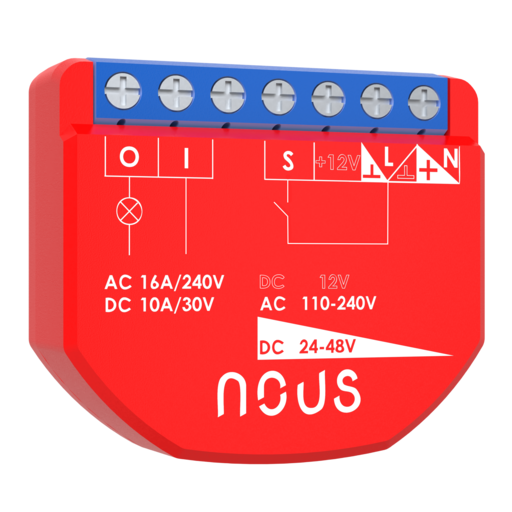 O I S +12V ⊥ L ⊥ + N
AC 16A/240V DC 12V
DC 10A/30V AC 110-240V
DC 24-48V
nous